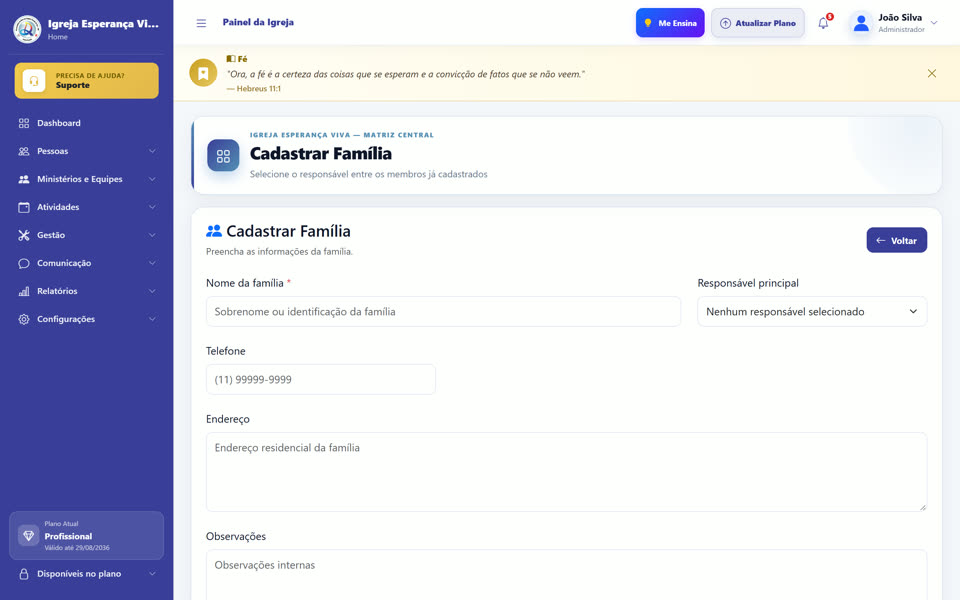 Igreja Esperança Vi...
Home
PRECISA DE AJUDA?
Suporte
Dashboard
Pessoas
Ministérios e Equipes
Atividades
Gestão
Comunicação
Relatórios
Configurações
Plano Atual
Profissional
Válido até 29/08/2036
Disponíveis no plano
Painel da Igreja
Me Ensina
Atualizar Plano
5
João Silva
Administrador
Fé
"Ora, a fé é a certeza das coisas que se esperam e a convicção de fatos que se não veem."
— Hebreus 11:1
IGREJA ESPERANÇA VIVA — MATRIZ CENTRAL
Cadastrar Família
Selecione o responsável entre os membros já cadastrados
Cadastrar Família
Preencha as informações da família.
Voltar
Nome da família *
Sobrenome ou identificação da família
Responsável principal
Nenhum responsável selecionado
Telefone
(11) 99999-9999
Endereço
Endereço residencial da família
Observações
Observações internas